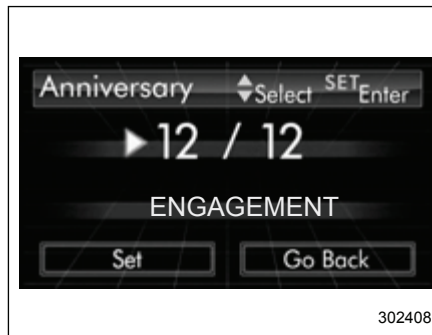 Anniversary Select SET Enter
12 / 12
ENGAGEMENT
Set Go Back
302408